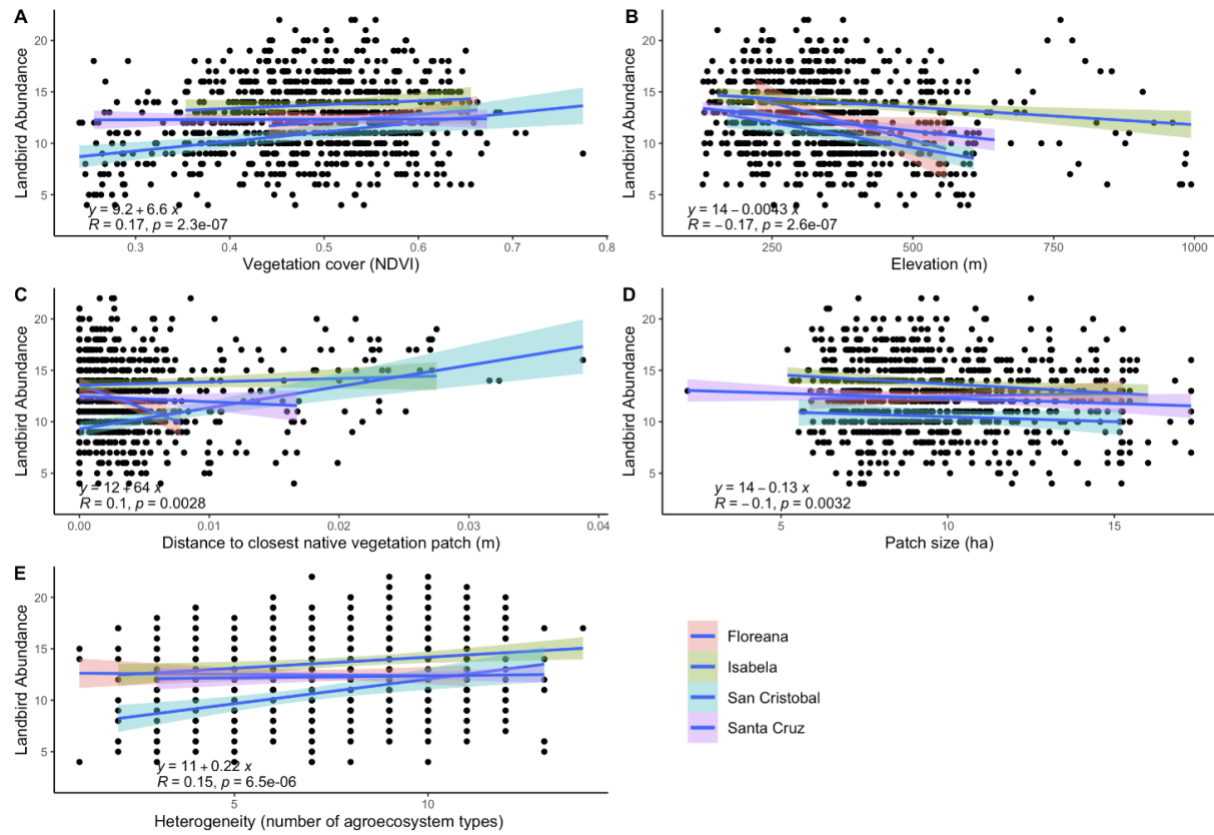 A
Landbird Abundance
20
15
10
5
y = 9.2 + 6.6 x
R = 0.17, p = 2.3e-07
0.3 0.4 0.5 0.6 0.7 0.8
Vegetation cover (NDVI)
B
Landbird Abundance
20
15
10
5
y = 14 − 0.0043 x
R = −0.17, p = 2.6e-07
250 500 750 1000
Elevation (m)
C
Landbird Abundance
20
15
10
5
y = 12 + 64 x
R = 0.1, p = 0.0028
0.00 0.01 0.02 0.03 0.04
Distance to closest native vegetation patch (m)
D
Landbird Abundance
20
15
10
5
y = 14 − 0.13 x
R = −0.1, p = 0.0032
5 10 15
Patch size (ha)
E
Landbird Abundance
20
15
10
5
y = 11 + 0.22 x
R = 0.15, p = 6.5e-06
5 10
Heterogeneity (number of agroecosystem types)
Floreana
Isabela
San Cristobal
Santa Cruz